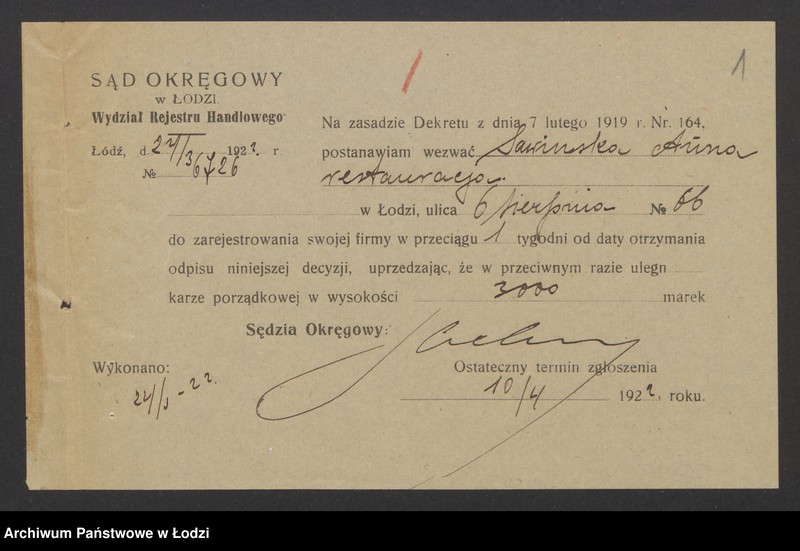 1
SĄD OKRĘGOWY
w ŁODZI.
Wydział Rejestru Handlowego
Łódź, d. 24/3 1922. r.
№ 6726
Na zasadzie Dekretu z dnia 7 lutego 1919 r. Nr. 164,
postanawiam wezwać Sawinska Anna
restauracja
w Łodzi, ulica 6 Sierpnia № 66
do zarejestrowania swojej firmy w przeciągu 1 tygodni od daty otrzymania
odpisu niniejszej decyzji, uprzedzając, że w przeciwnym razie ulegn
karze porządkowej w wysokości 3000 marek
Sędzia Okręgowy:
Wykonano:
24/3 - 22.
Ostateczny termin zgłoszenia
10/4 1922, roku.
Archiwum Państwowe w Łodzi